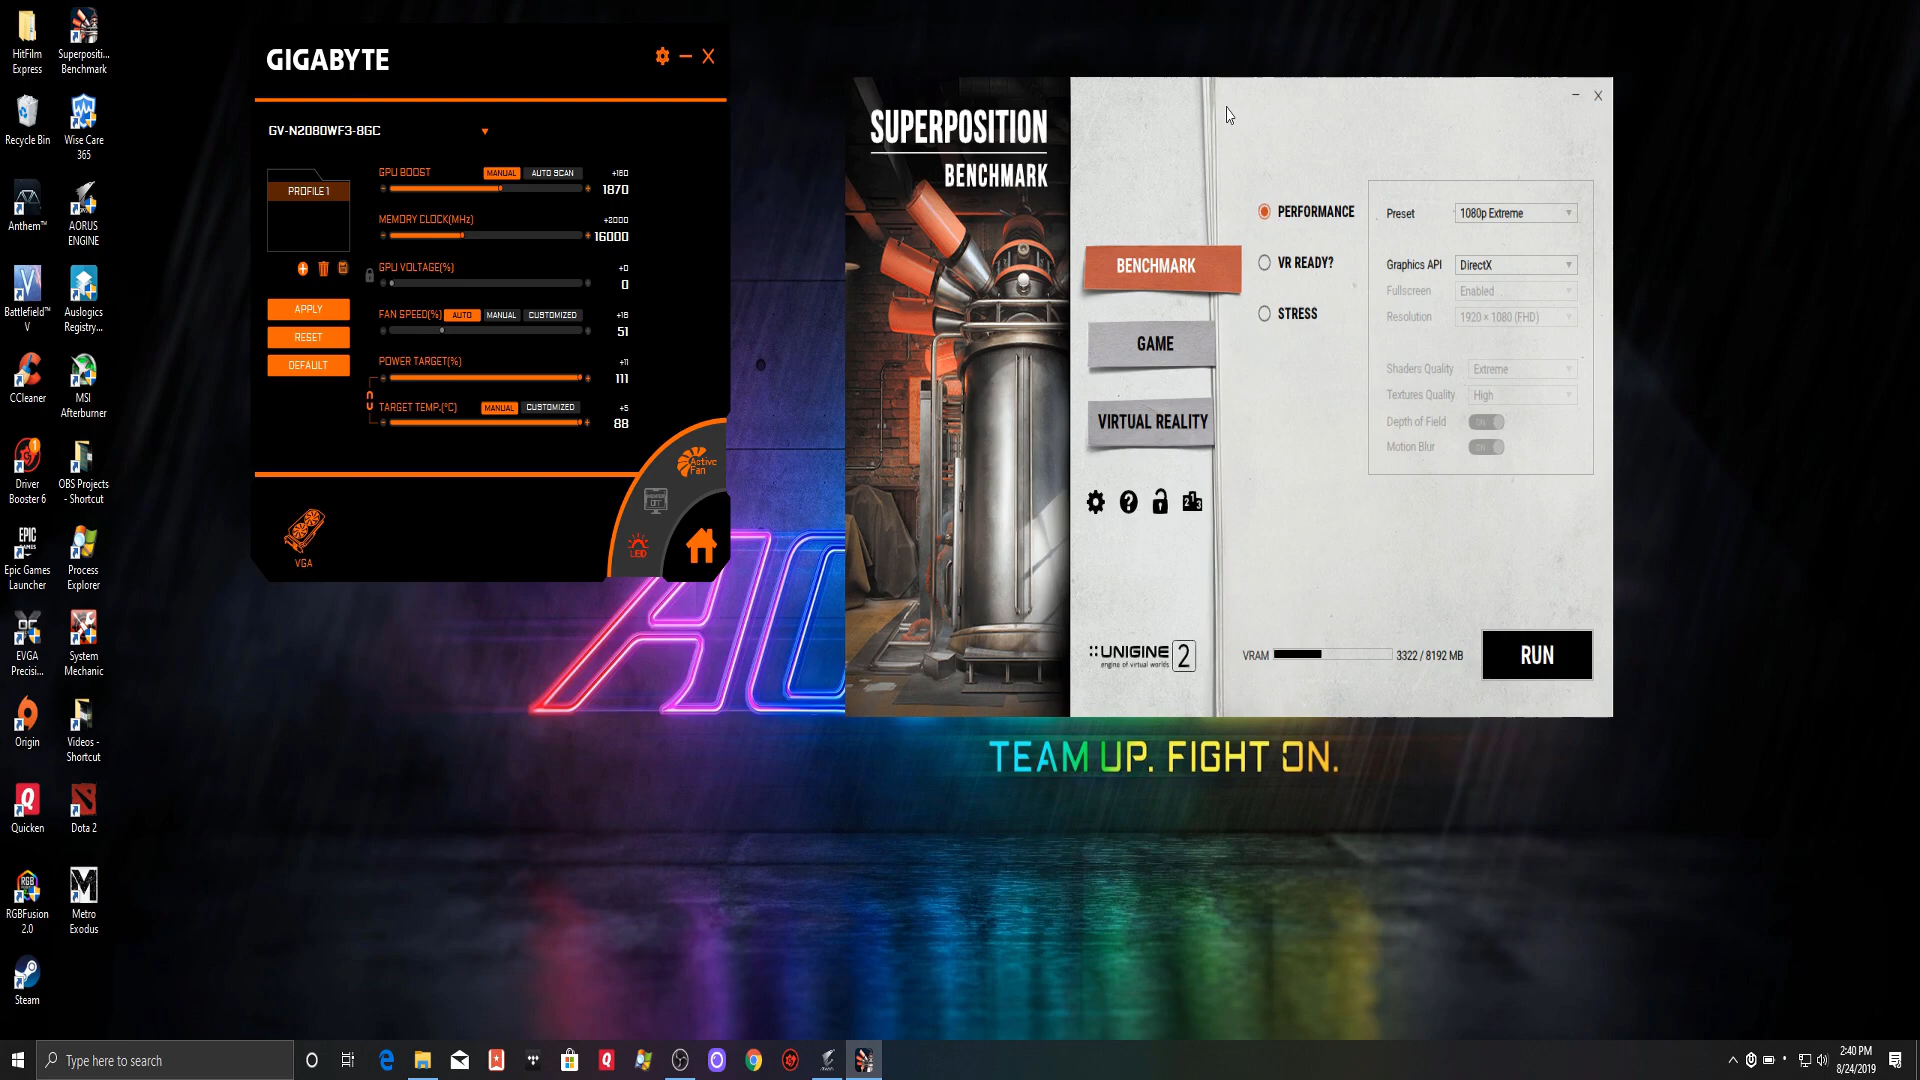 HitFilm
Express
Superpositi...
Benchmark
Recycle Bin
Wise Care
365
Anthem™
AORUS
ENGINE
Battlefield™
V
Auslogics
Registry...
CCleaner
MSI
Afterburner
1
Driver
Booster 6
OBS Projects
- Shortcut
EPIC
GAMES
Epic Games
Launcher
Process
Explorer
EVGA
Precisi...
System
Mechanic
Origin
Videos -
Shortcut
Quicken
Dota 2
RGB
RGBFusion
2.0
Metro
Exodus
Steam
GIGABYTE
GV-N2080WF3-8GC
PROFILE 1
APPLY
RESET
DEFAULT
GPU BOOST MANUAL AUTO SCAN +160
1870
MEMORY CLOCK(MHz) +2000
16000
GPU VOLTAGE(%) +0
0
FAN SPEED(%) AUTO MANUAL CUSTOMIZED +18
51
POWER TARGET(%) +11
111
TARGET TEMP.(°C) MANUAL CUSTOMIZED +5
88
Active
Fan
LED
VGA
SUPERPOSITION
BENCHMARK
BENCHMARK
GAME
VIRTUAL REALITY
UNIGINE 2
engine of virtual worlds
PERFORMANCE
VR READY?
STRESS
Preset 1080p Extreme
Graphics API DirectX
Fullscreen Enabled
Resolution 1920 × 1080 (FHD)
Shaders Quality Extreme
Textures Quality High
Depth of Field ON
Motion Blur ON
VRAM 3322 / 8192 MB
RUN
TEAM UP. FIGHT ON.
Type here to search
2:40 PM
8/24/2019